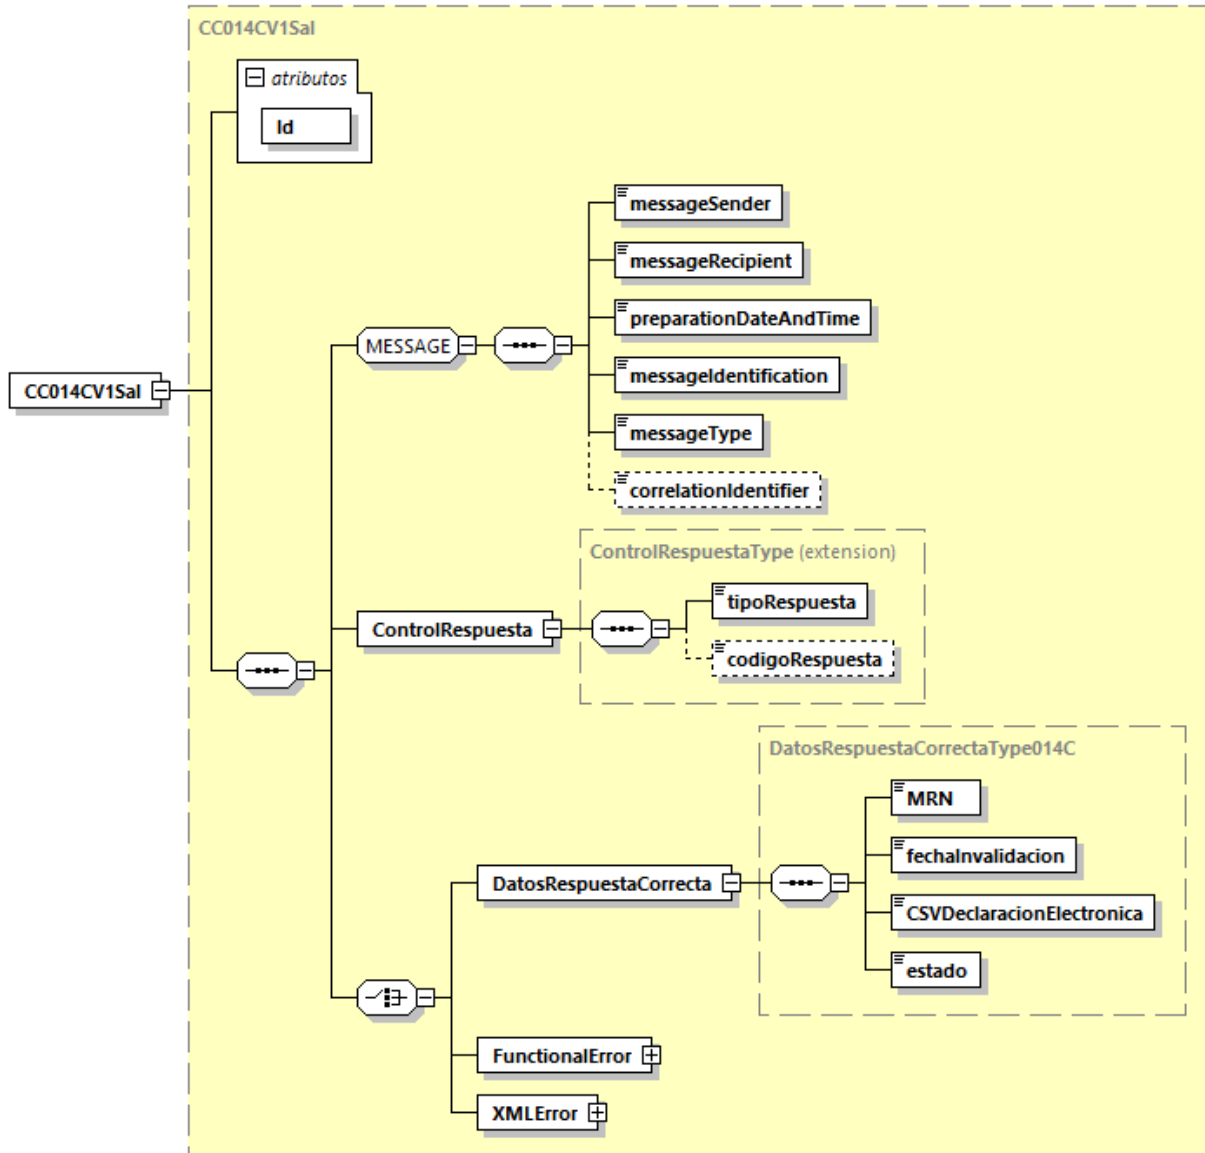 CC014CV1Sal
atributos
Id
messageSender
messageRecipient
preparationDateAndTime
MESSAGE
messageIdentification
CC014CV1Sal
messageType
correlationIdentifier
ControlRespuestaType (extension)
tipoRespuesta
ControlRespuesta
codigoRespuesta
DatosRespuestaCorrectaType014C
MRN
fechaInvalidacion
DatosRespuestaCorrecta
CSVDeclaracionElectronica
estado
FunctionalError
XMLError